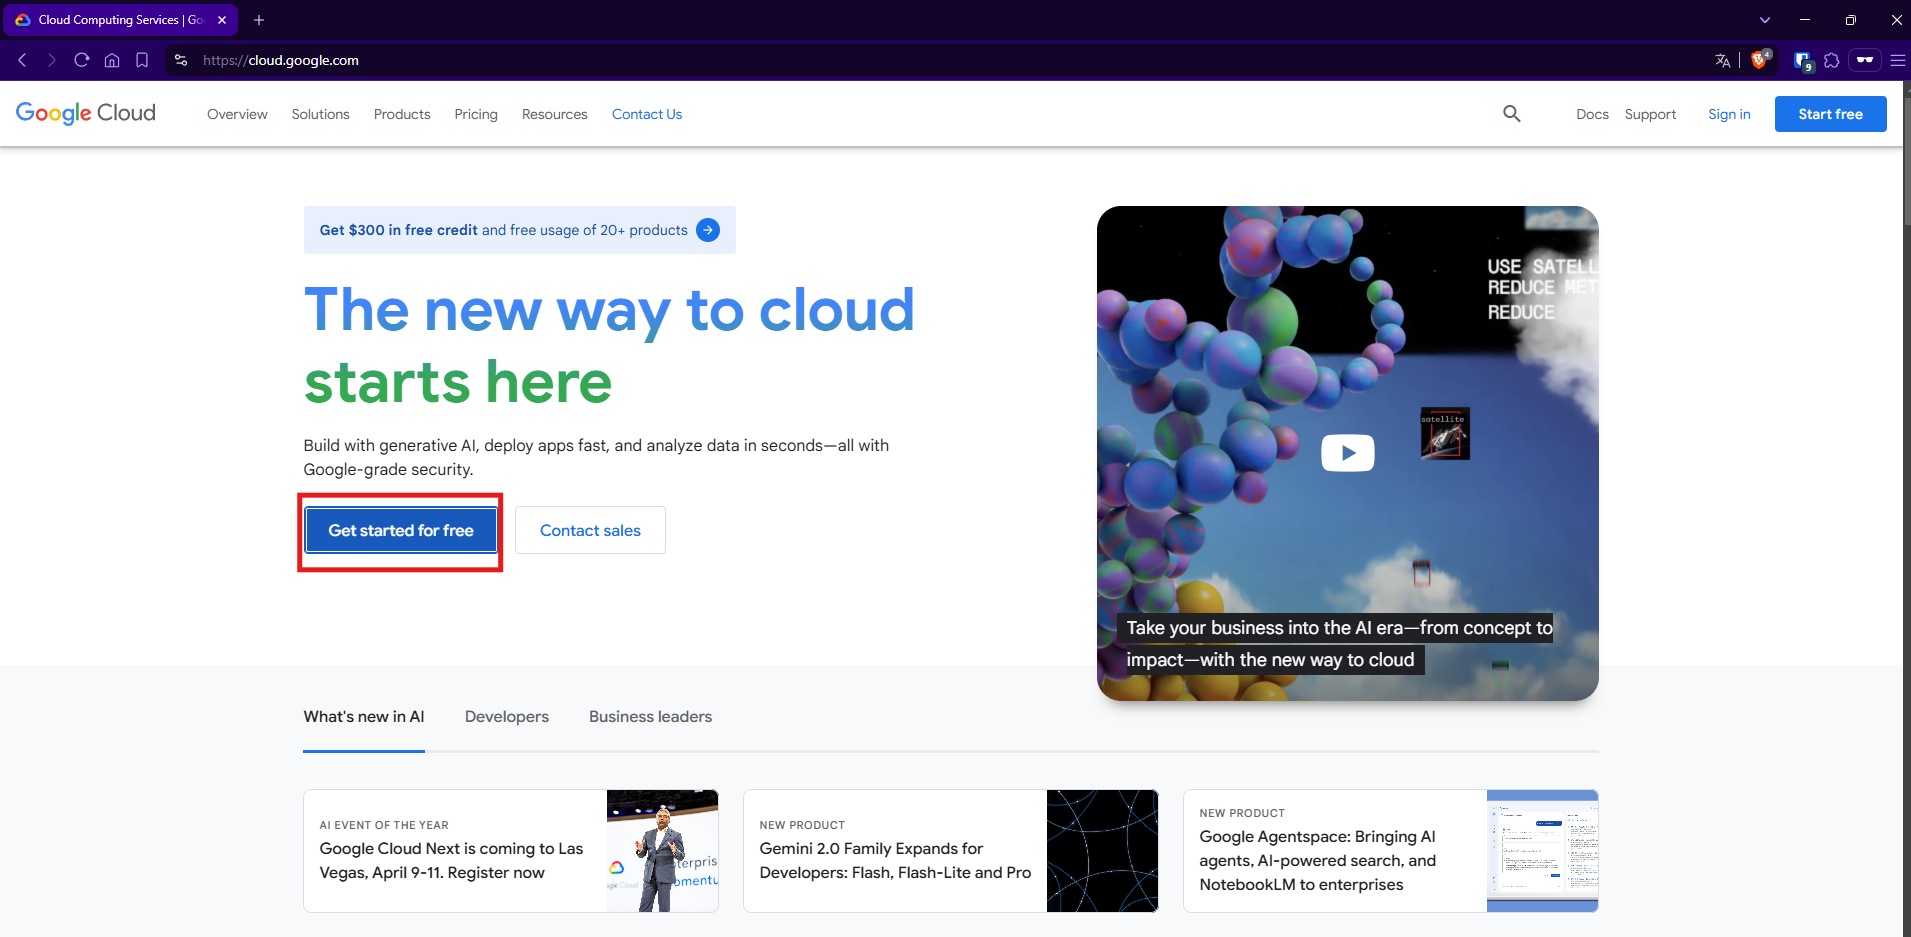 Cloud Computing Services | Go
https://cloud.google.com
4
9
Google Cloud
Overview
Solutions
Products
Pricing
Resources
Contact Us
Docs
Support
Sign in
Start free
Get $300 in free credit and free usage of 20+ products
The new way to cloud
starts here
Build with generative AI, deploy apps fast, and analyze data in seconds—all with
Google-grade security.
Get started for free
Contact sales
USE SATELL
REDUCE MET
REDUCE
satellite
Take your business into the AI era—from concept to
impact—with the new way to cloud
What's new in AI
Developers
Business leaders
AI EVENT OF THE YEAR
Google Cloud Next is coming to Las
Vegas, April 9-11. Register now
terpris
omentu
gle Cloud
NEW PRODUCT
Gemini 2.0 Family Expands for
Developers: Flash, Flash-Lite and Pro
NEW PRODUCT
Google Agentspace: Bringing AI
agents, AI-powered search, and
NotebookLM to enterprises